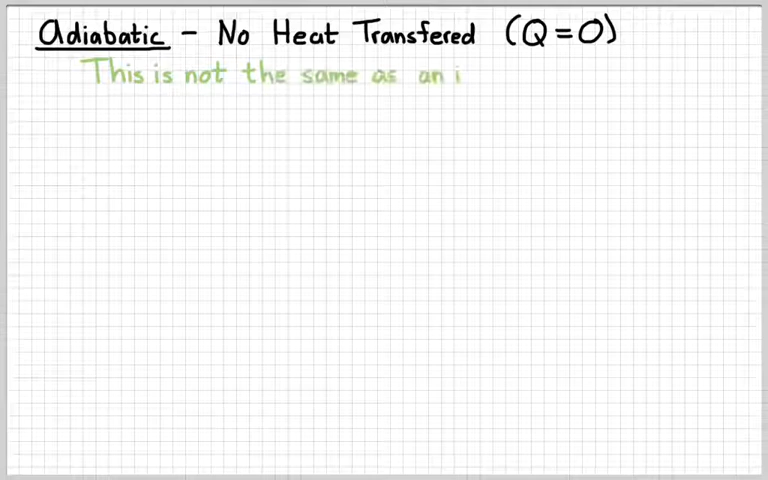 Adiabatic - No Heat Transfered (Q=0)
This is not the same as an i